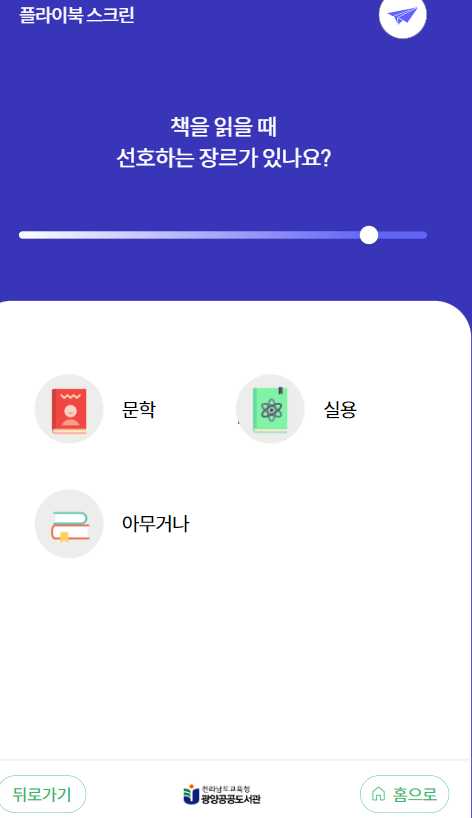 플라이북 스크린
책을 읽을 때
선호하는 장르가 있나요?
문학
실용
아무거나
뒤로가기
전라남도교육청
광양공공도서관
홈으로